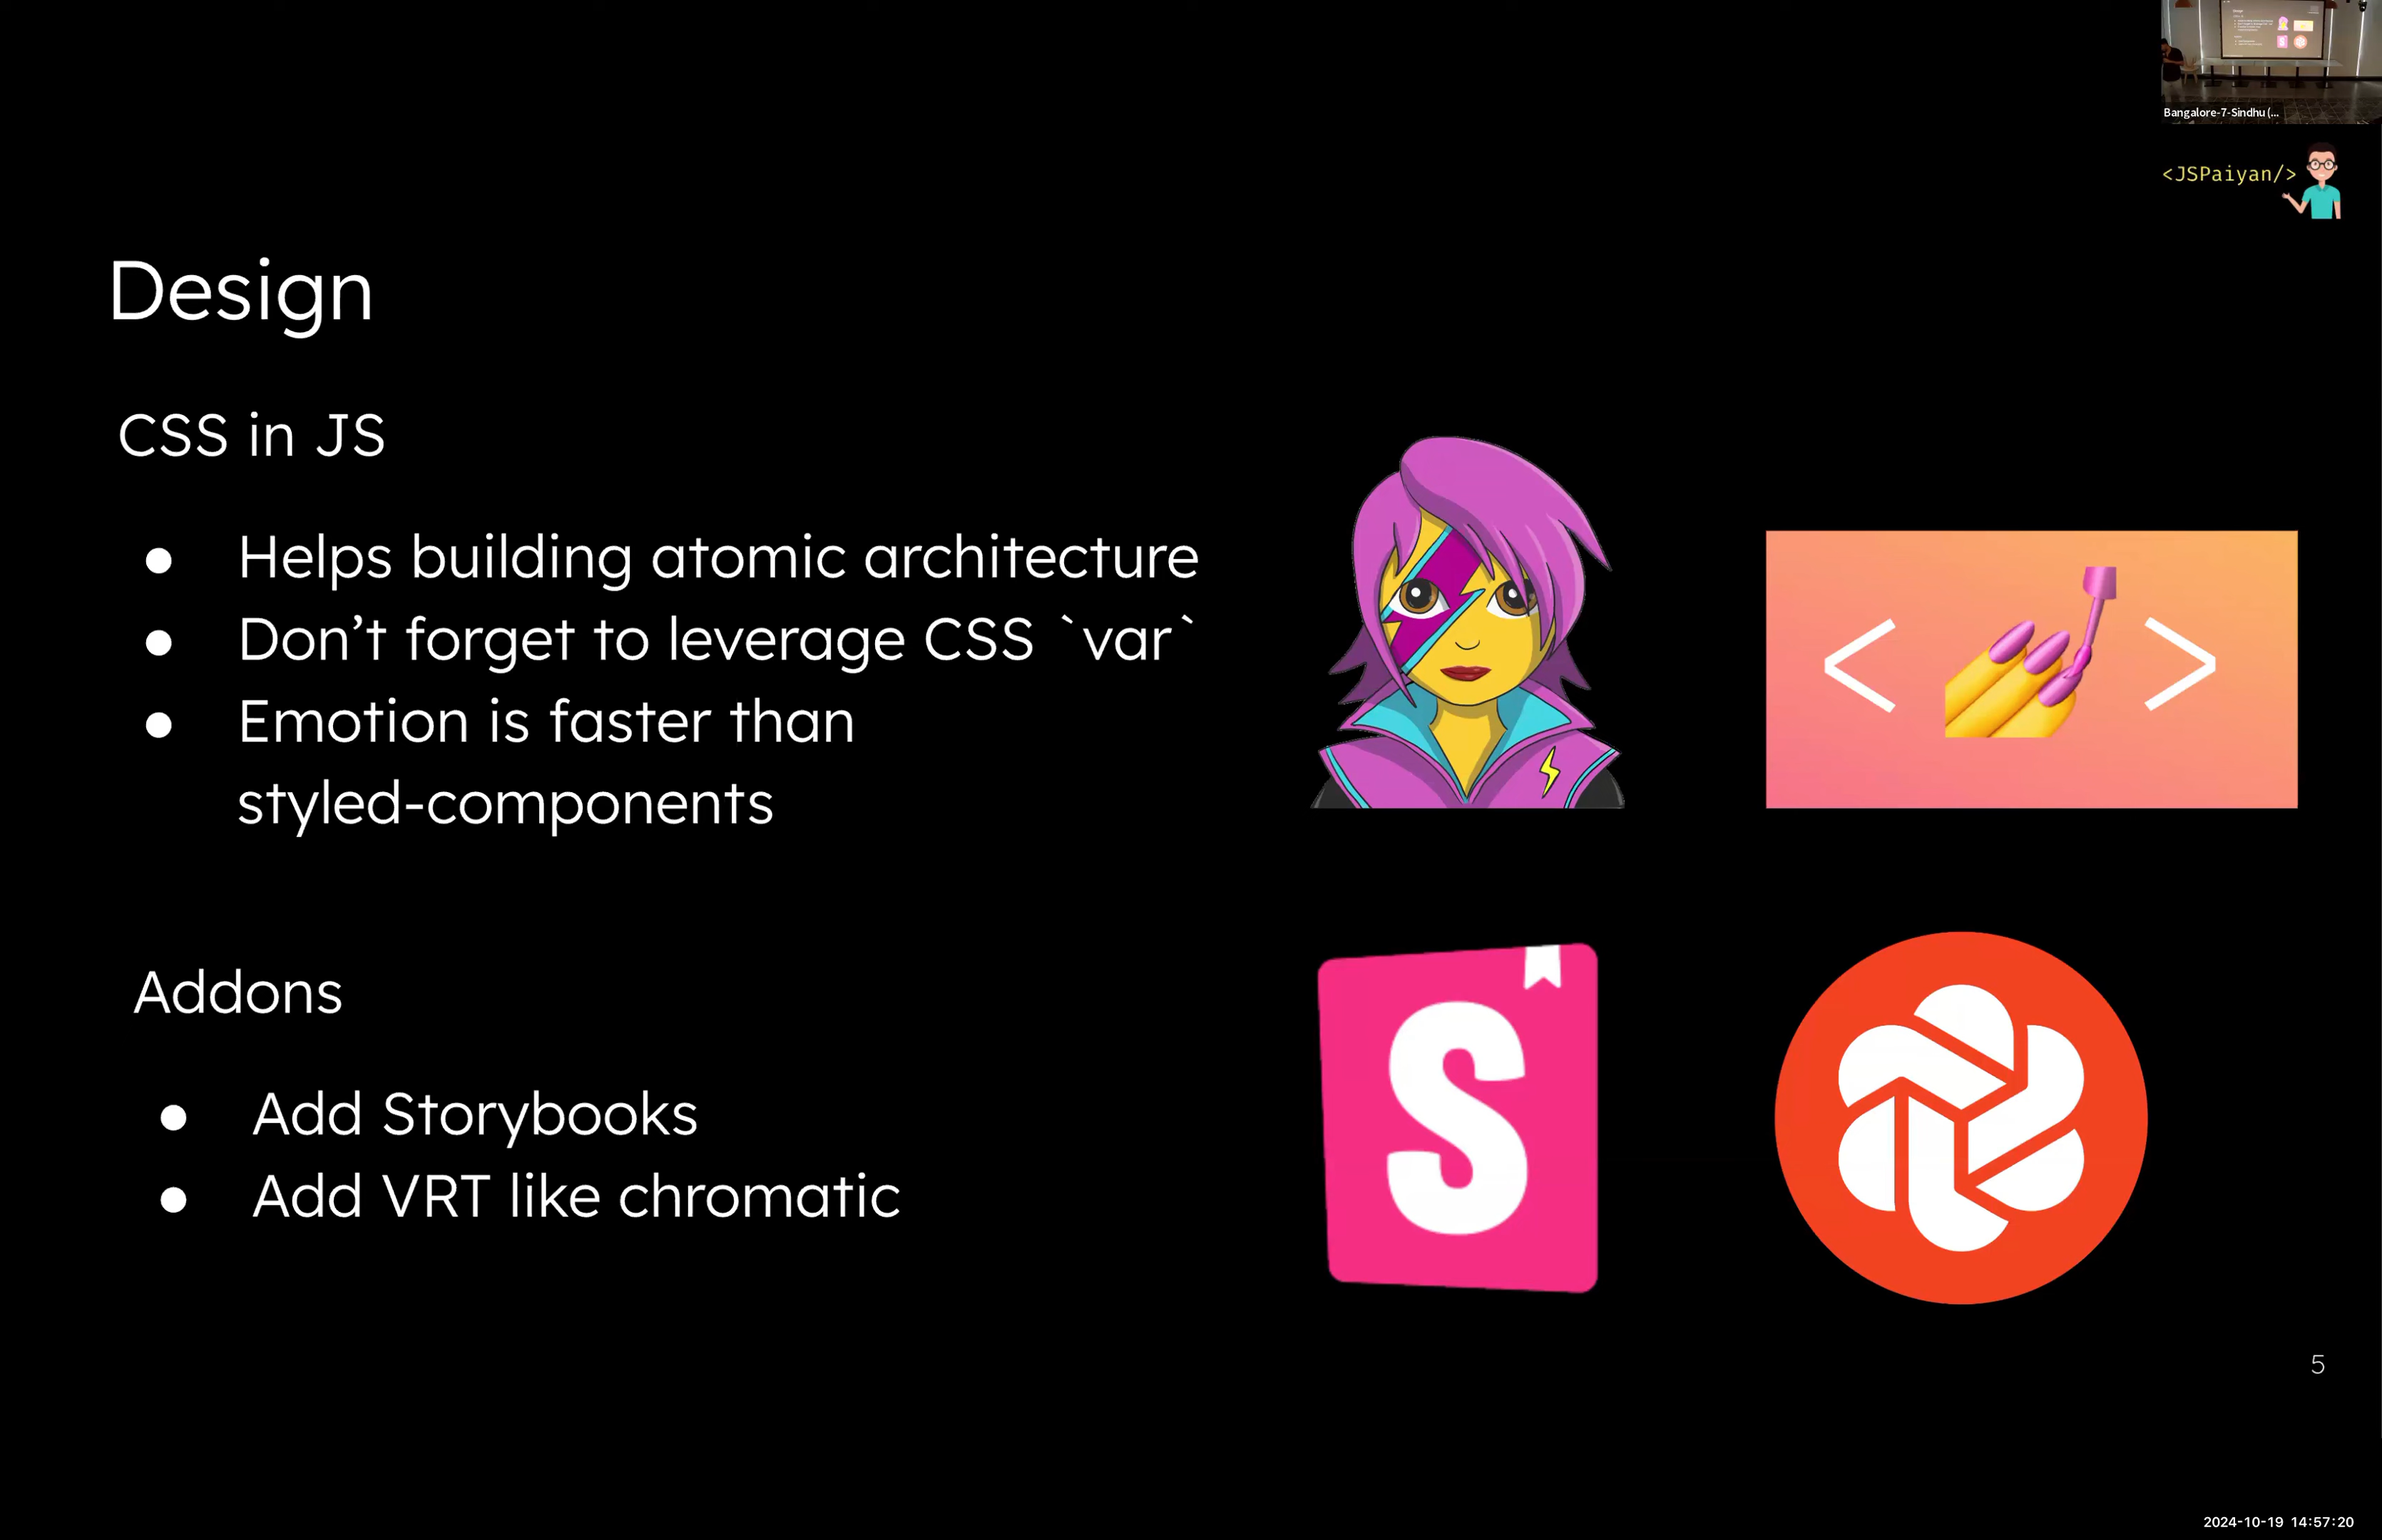 Bangalore-7-Sindhu (...
<JSPaiyan/>
Design
CSS in JS
● Helps building atomic architecture
● Don’t forget to leverage CSS `var`
● Emotion is faster than
styled-components
< >
Addons
● Add Storybooks
● Add VRT like chromatic
S
5
2024-10-19 14:57:20